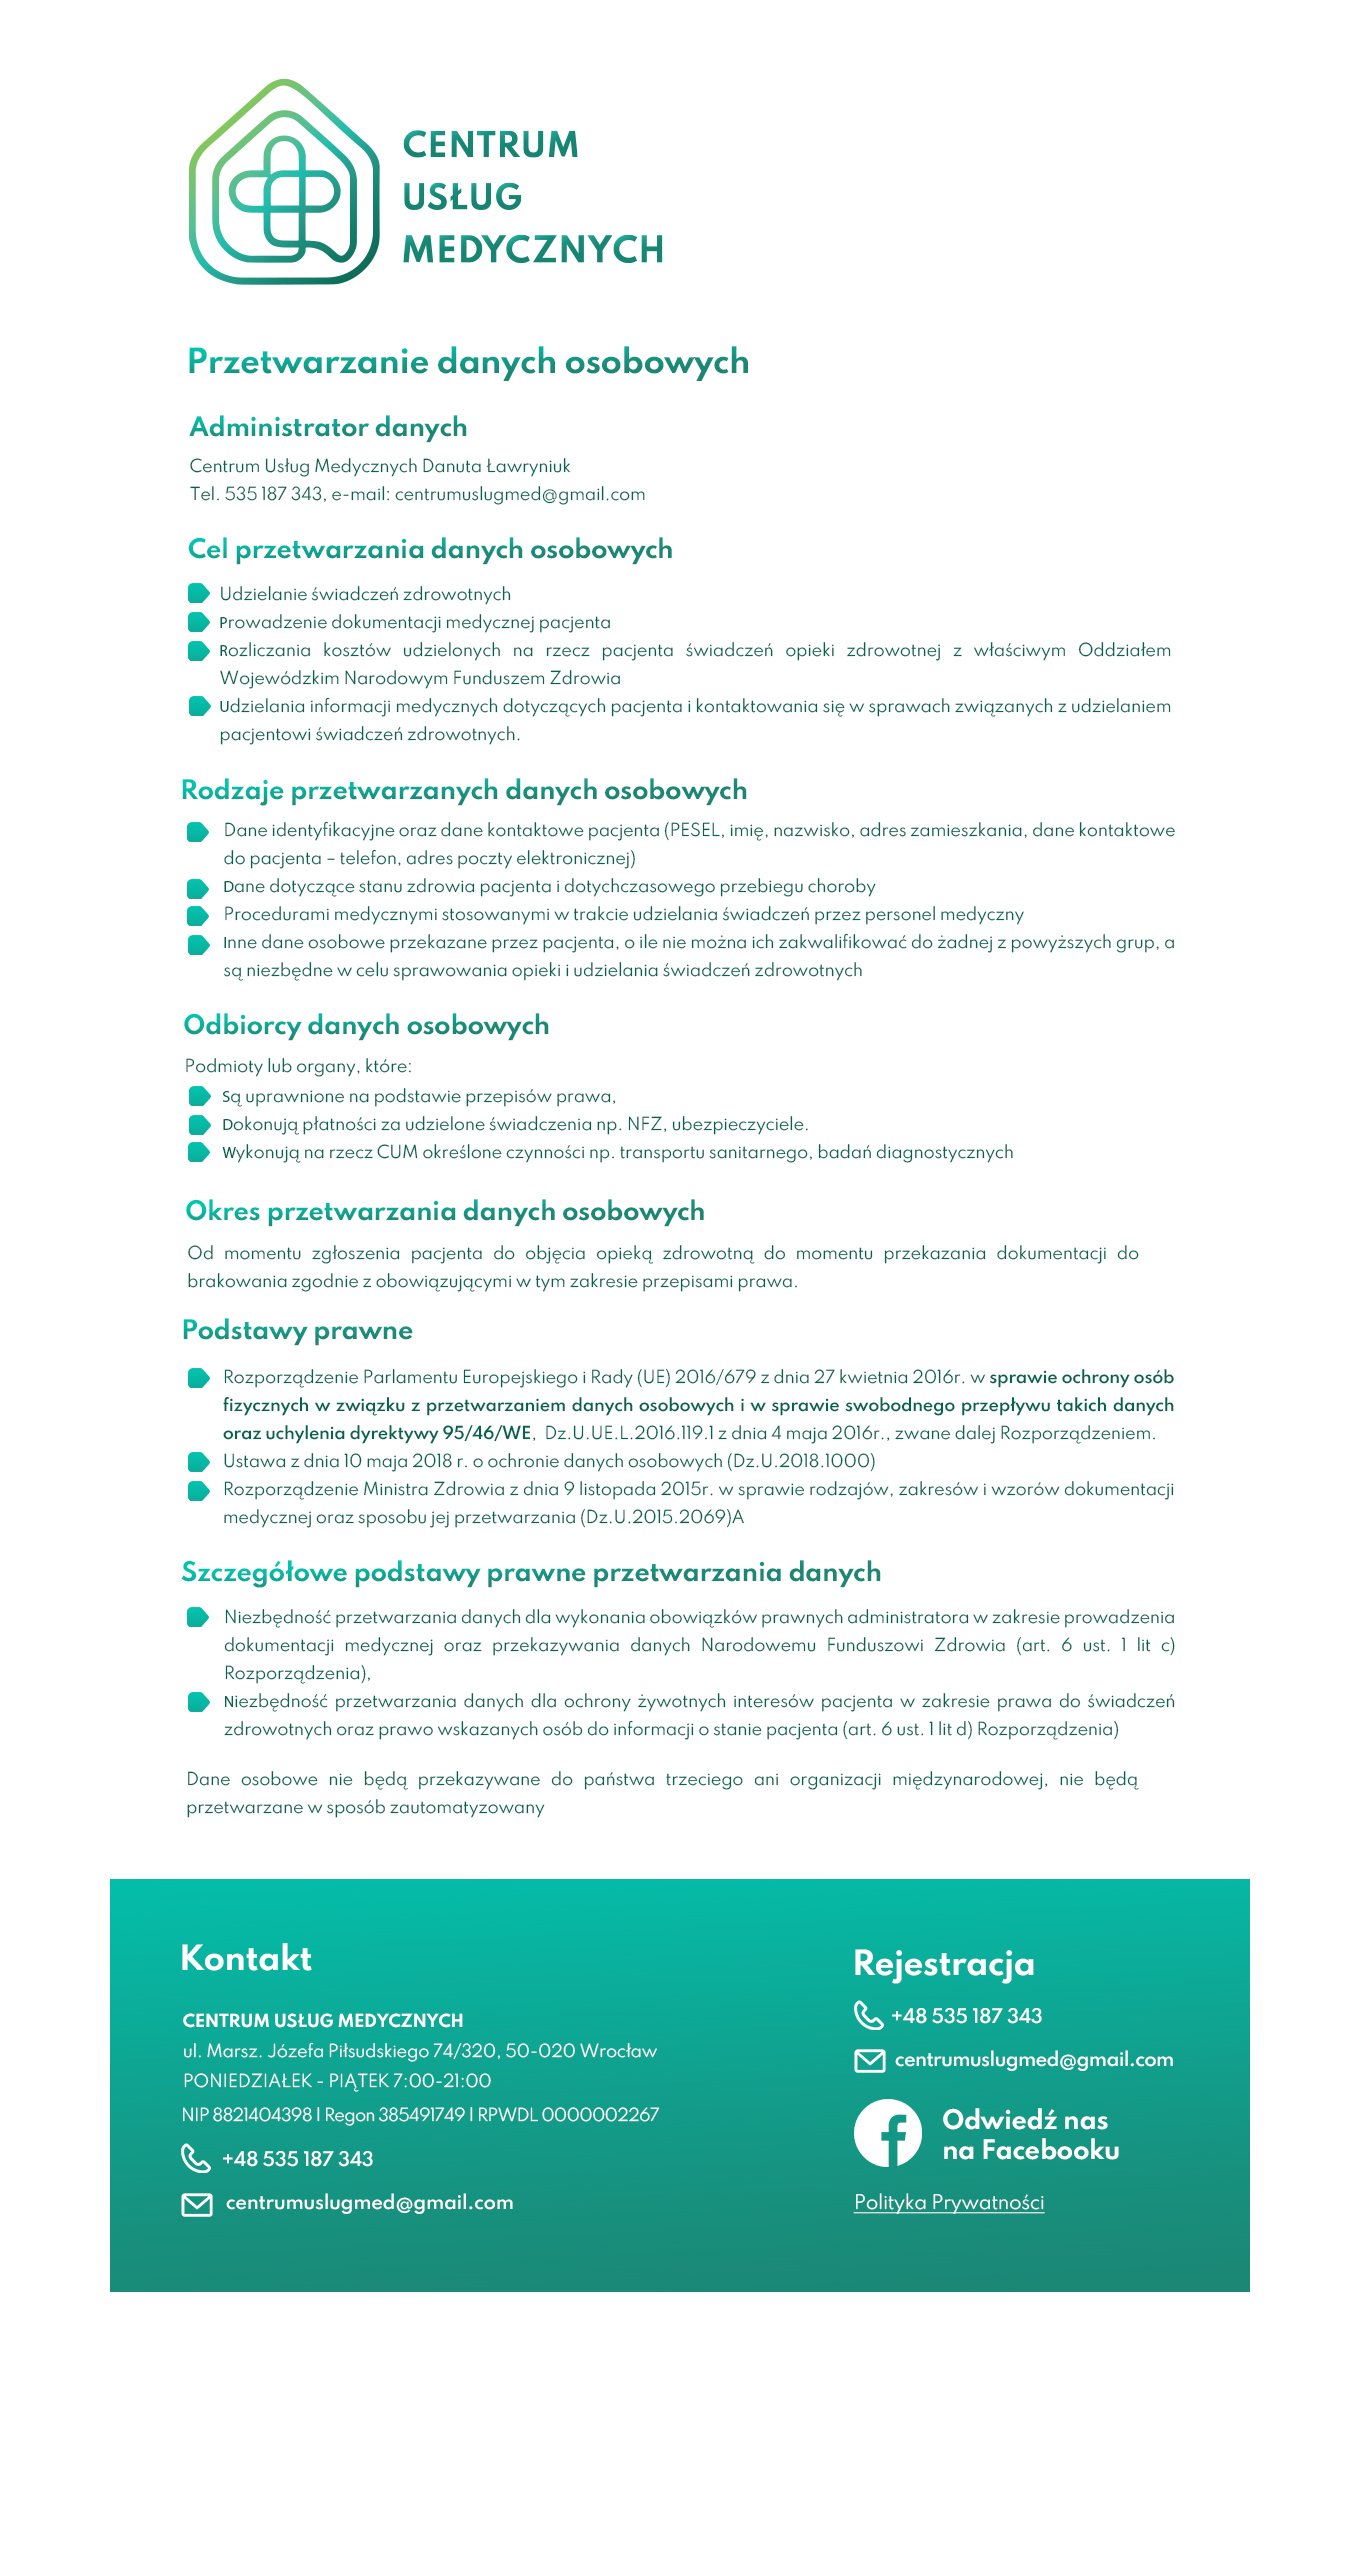 CENTRUM
USŁUG
MEDYCZNYCH
Przetwarzanie danych osobowych
Administrator danych
Centrum Usług Medycznych Danuta Ławryniuk
Tel. 535 187 343, e-mail: centrumuslugmed@gmail.com
Cel przetwarzania danych osobowych
Udzielanie świadczeń zdrowotnych
Prowadzenie dokumentacji medycznej pacjenta
Rozliczania kosztów udzielonych na rzecz pacjenta świadczeń opieki zdrowotnej z właściwym Oddziałem
Wojewódzkim Narodowym Funduszem Zdrowia
Udzielania informacji medycznych dotyczących pacjenta i kontaktowania się w sprawach związanych z udzielaniem
pacjentowi świadczeń zdrowotnych.
Rodzaje przetwarzanych danych osobowych
Dane identyfikacyjne oraz dane kontaktowe pacjenta (PESEL, imię, nazwisko, adres zamieszkania, dane kontaktowe
do pacjenta – telefon, adres poczty elektronicznej)
Dane dotyczące stanu zdrowia pacjenta i dotychczasowego przebiegu choroby
Procedurami medycznymi stosowanymi w trakcie udzielania świadczeń przez personel medyczny
Inne dane osobowe przekazane przez pacjenta, o ile nie można ich zakwalifikować do żadnej z powyższych grup, a
są niezbędne w celu sprawowania opieki i udzielania świadczeń zdrowotnych
Odbiorcy danych osobowych
Podmioty lub organy, które:
Są uprawnione na podstawie przepisów prawa,
Dokonują płatności za udzielone świadczenia np. NFZ, ubezpieczyciele.
Wykonują na rzecz CUM określone czynności np. transportu sanitarnego, badań diagnostycznych
Okres przetwarzania danych osobowych
Od momentu zgłoszenia pacjenta do objęcia opieką zdrowotną do momentu przekazania dokumentacji do
brakowania zgodnie z obowiązującymi w tym zakresie przepisami prawa.
Podstawy prawne
Rozporządzenie Parlamentu Europejskiego i Rady (UE) 2016/679 z dnia 27 kwietnia 2016r. w sprawie ochrony osób
fizycznych w związku z przetwarzaniem danych osobowych i w sprawie swobodnego przepływu takich danych
oraz uchylenia dyrektywy 95/46/WE, Dz.U.UE.L.2016.119.1 z dnia 4 maja 2016r., zwane dalej Rozporządzeniem.
Ustawa z dnia 10 maja 2018 r. o ochronie danych osobowych (Dz.U.2018.1000)
Rozporządzenie Ministra Zdrowia z dnia 9 listopada 2015r. w sprawie rodzajów, zakresów i wzorów dokumentacji
medycznej oraz sposobu jej przetwarzania (Dz.U.2015.2069)A
Szczegółowe podstawy prawne przetwarzania danych
Niezbędność przetwarzania danych dla wykonania obowiązków prawnych administratora w zakresie prowadzenia
dokumentacji medycznej oraz przekazywania danych Narodowemu Funduszowi Zdrowia (art. 6 ust. 1 lit c)
Rozporządzenia),
Niezbędność przetwarzania danych dla ochrony żywotnych interesów pacjenta w zakresie prawa do świadczeń
zdrowotnych oraz prawo wskazanych osób do informacji o stanie pacjenta (art. 6 ust. 1 lit d) Rozporządzenia)
Dane osobowe nie będą przekazywane do państwa trzeciego ani organizacji międzynarodowej, nie będą
przetwarzane w sposób zautomatyzowany
Kontakt
CENTRUM USŁUG MEDYCZNYCH
ul. Marsz. Józefa Piłsudskiego 74/320, 50-020 Wrocław
PONIEDZIAŁEK - PIĄTEK 7:00-21:00
NIP 8821404398 | Regon 385491749 | RPWDL 0000002267
+48 535 187 343
centrumuslugmed@gmail.com
Rejestracja
+48 535 187 343
centrumuslugmed@gmail.com
Odwiedź nas
na Facebooku
Polityka Prywatności